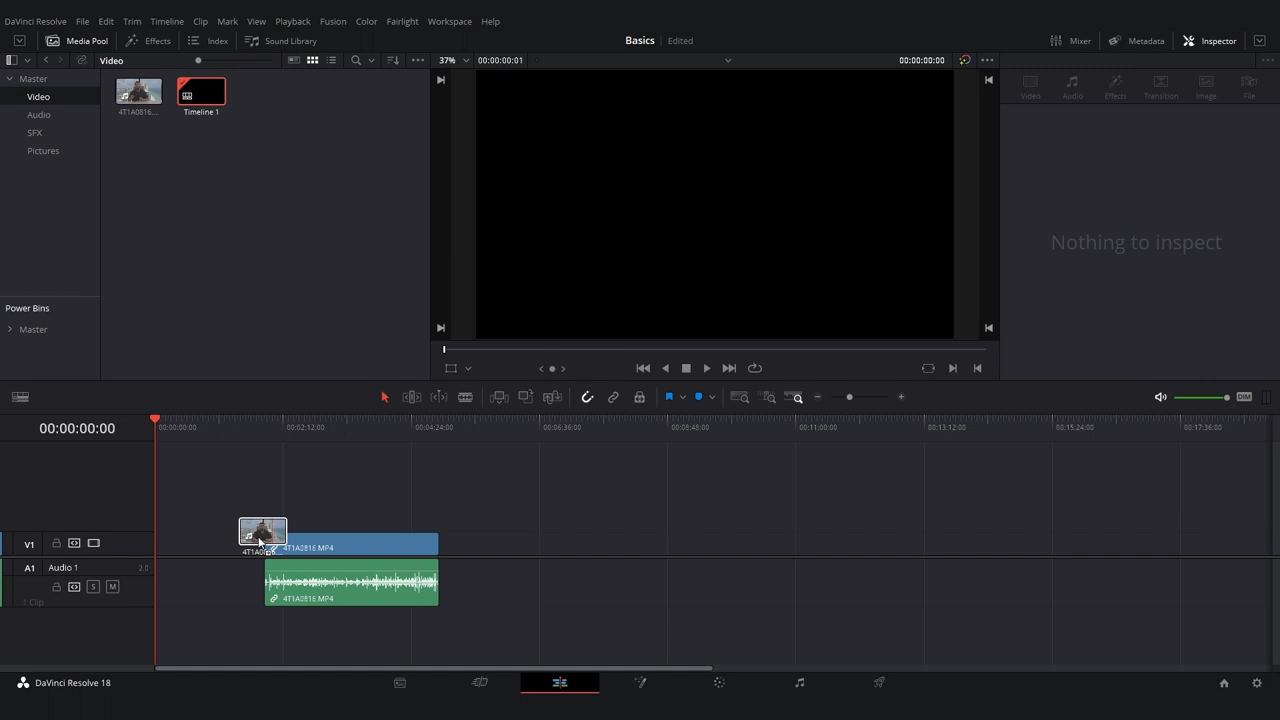 DaVinci Resolve File Edit Trim Timeline Clip Mark View Playback Fusion Color Fairlight Workspace Help
Media Pool Effects Index Sound Library Basics Edited Mixer Metadata Inspector
Video 37% 00:00:00:01 00:00:00:00
Master
Video
Audio
SFX
Pictures
4T1A0816... Timeline 1
Video Audio Effects Transition Image File
Nothing to inspect
Power Bins
Master
DIM
00:00:00:00
00:00:00:00 00:02:12:00 00:04:24:00 00:06:36:00 00:08:48:00 00:11:00:00 00:13:12:00 00:15:24:00 00:17:36:00
V1 4T1A0816.MP4
A1 Audio 1 2.0
S M
1 Clip 4T1A0816.MP4
DaVinci Resolve 18